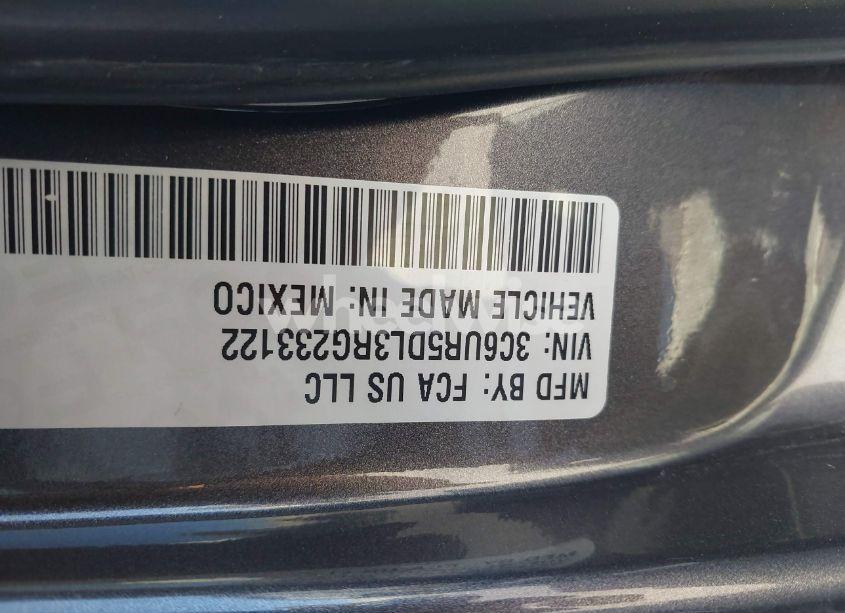 MFD BY: FCA US LLC
VIN: 3C6UR5DL3RG233122
VEHICLE MADE IN: MEXICO